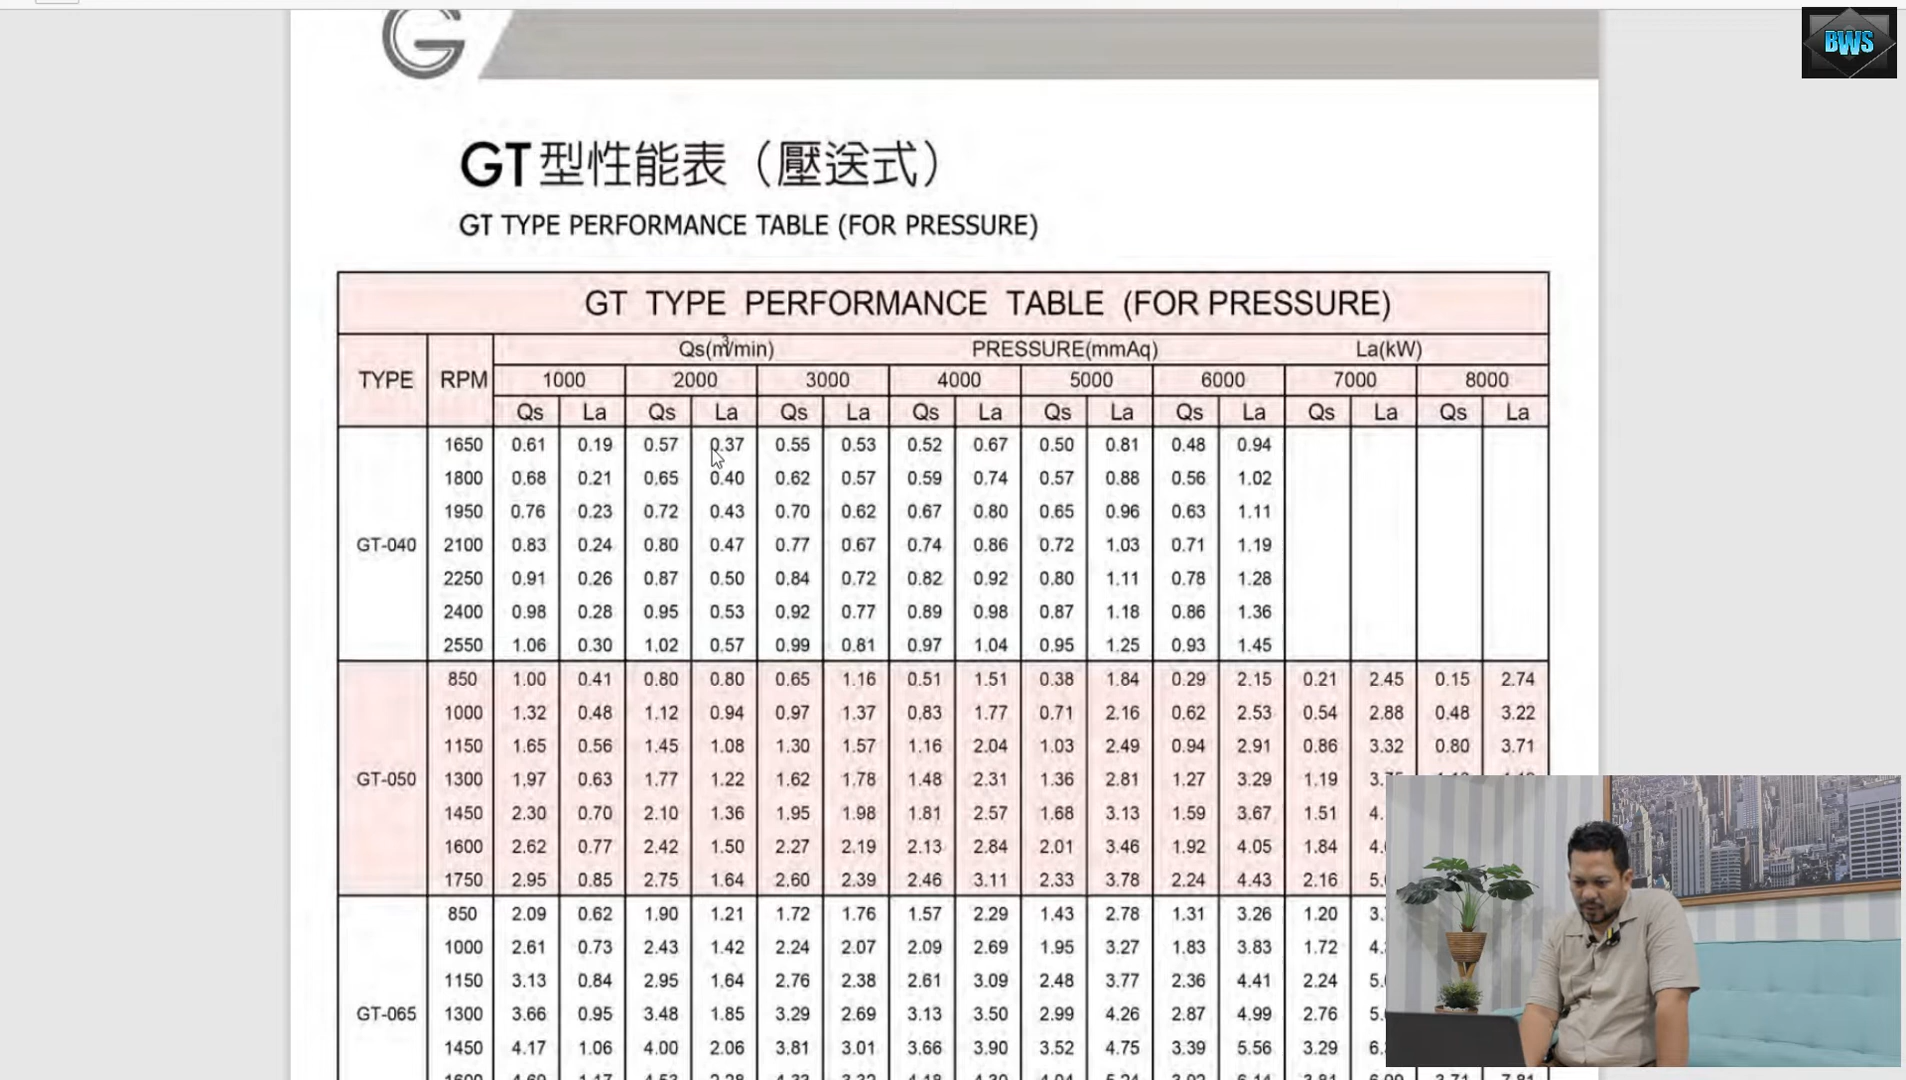 G
BWS
GT型性能表（壓送式）
GT TYPE PERFORMANCE TABLE (FOR PRESSURE)
GT TYPE PERFORMANCE TABLE (FOR PRESSURE)
TYPE RPM Qs(m³/min) PRESSURE(mmAq) La(kW)
1000 2000 3000 4000 5000 6000 7000 8000
Qs La Qs La Qs La Qs La Qs La Qs La Qs La Qs La
1650 0.61 0.19 0.57 0.37 0.55 0.53 0.52 0.67 0.50 0.81 0.48 0.94
1800 0.68 0.21 0.65 0.40 0.62 0.57 0.59 0.74 0.57 0.88 0.56 1.02
1950 0.76 0.23 0.72 0.43 0.70 0.62 0.67 0.80 0.65 0.96 0.63 1.11
GT-040 2100 0.83 0.24 0.80 0.47 0.77 0.67 0.74 0.86 0.72 1.03 0.71 1.19
2250 0.91 0.26 0.87 0.50 0.84 0.72 0.82 0.92 0.80 1.11 0.78 1.28
2400 0.98 0.28 0.95 0.53 0.92 0.77 0.89 0.98 0.87 1.18 0.86 1.36
2550 1.06 0.30 1.02 0.57 0.99 0.81 0.97 1.04 0.95 1.25 0.93 1.45
850 1.00 0.41 0.80 0.80 0.65 1.16 0.51 1.51 0.38 1.84 0.29 2.15 0.21 2.45 0.15 2.74
1000 1.32 0.48 1.12 0.94 0.97 1.37 0.83 1.77 0.71 2.16 0.62 2.53 0.54 2.88 0.48 3.22
1150 1.65 0.56 1.45 1.08 1.30 1.57 1.16 2.04 1.03 2.49 0.94 2.91 0.86 3.32 0.80 3.71
GT-050 1300 1.97 0.63 1.77 1.22 1.62 1.78 1.48 2.31 1.36 2.81 1.27 3.29 1.19
1450 2.30 0.70 2.10 1.36 1.95 1.98 1.81 2.57 1.68 3.13 1.59 3.67 1.51
1600 2.62 0.77 2.42 1.50 2.27 2.19 2.13 2.84 2.01 3.46 1.92 4.05 1.84
1750 2.95 0.85 2.75 1.64 2.60 2.39 2.46 3.11 2.33 3.78 2.24 4.43 2.16
850 2.09 0.62 1.90 1.21 1.72 1.76 1.57 2.29 1.43 2.78 1.31 3.26 1.20
1000 2.61 0.73 2.43 1.42 2.24 2.07 2.09 2.69 1.95 3.27 1.83 3.83 1.72
1150 3.13 0.84 2.95 1.64 2.76 2.38 2.61 3.09 2.48 3.77 2.36 4.41 2.24
GT-065 1300 3.66 0.95 3.48 1.85 3.29 2.69 3.13 3.50 2.99 4.26 2.87 4.99 2.76
1450 4.17 1.06 4.00 2.06 3.81 3.01 3.66 3.90 3.52 4.75 3.39 5.56 3.29